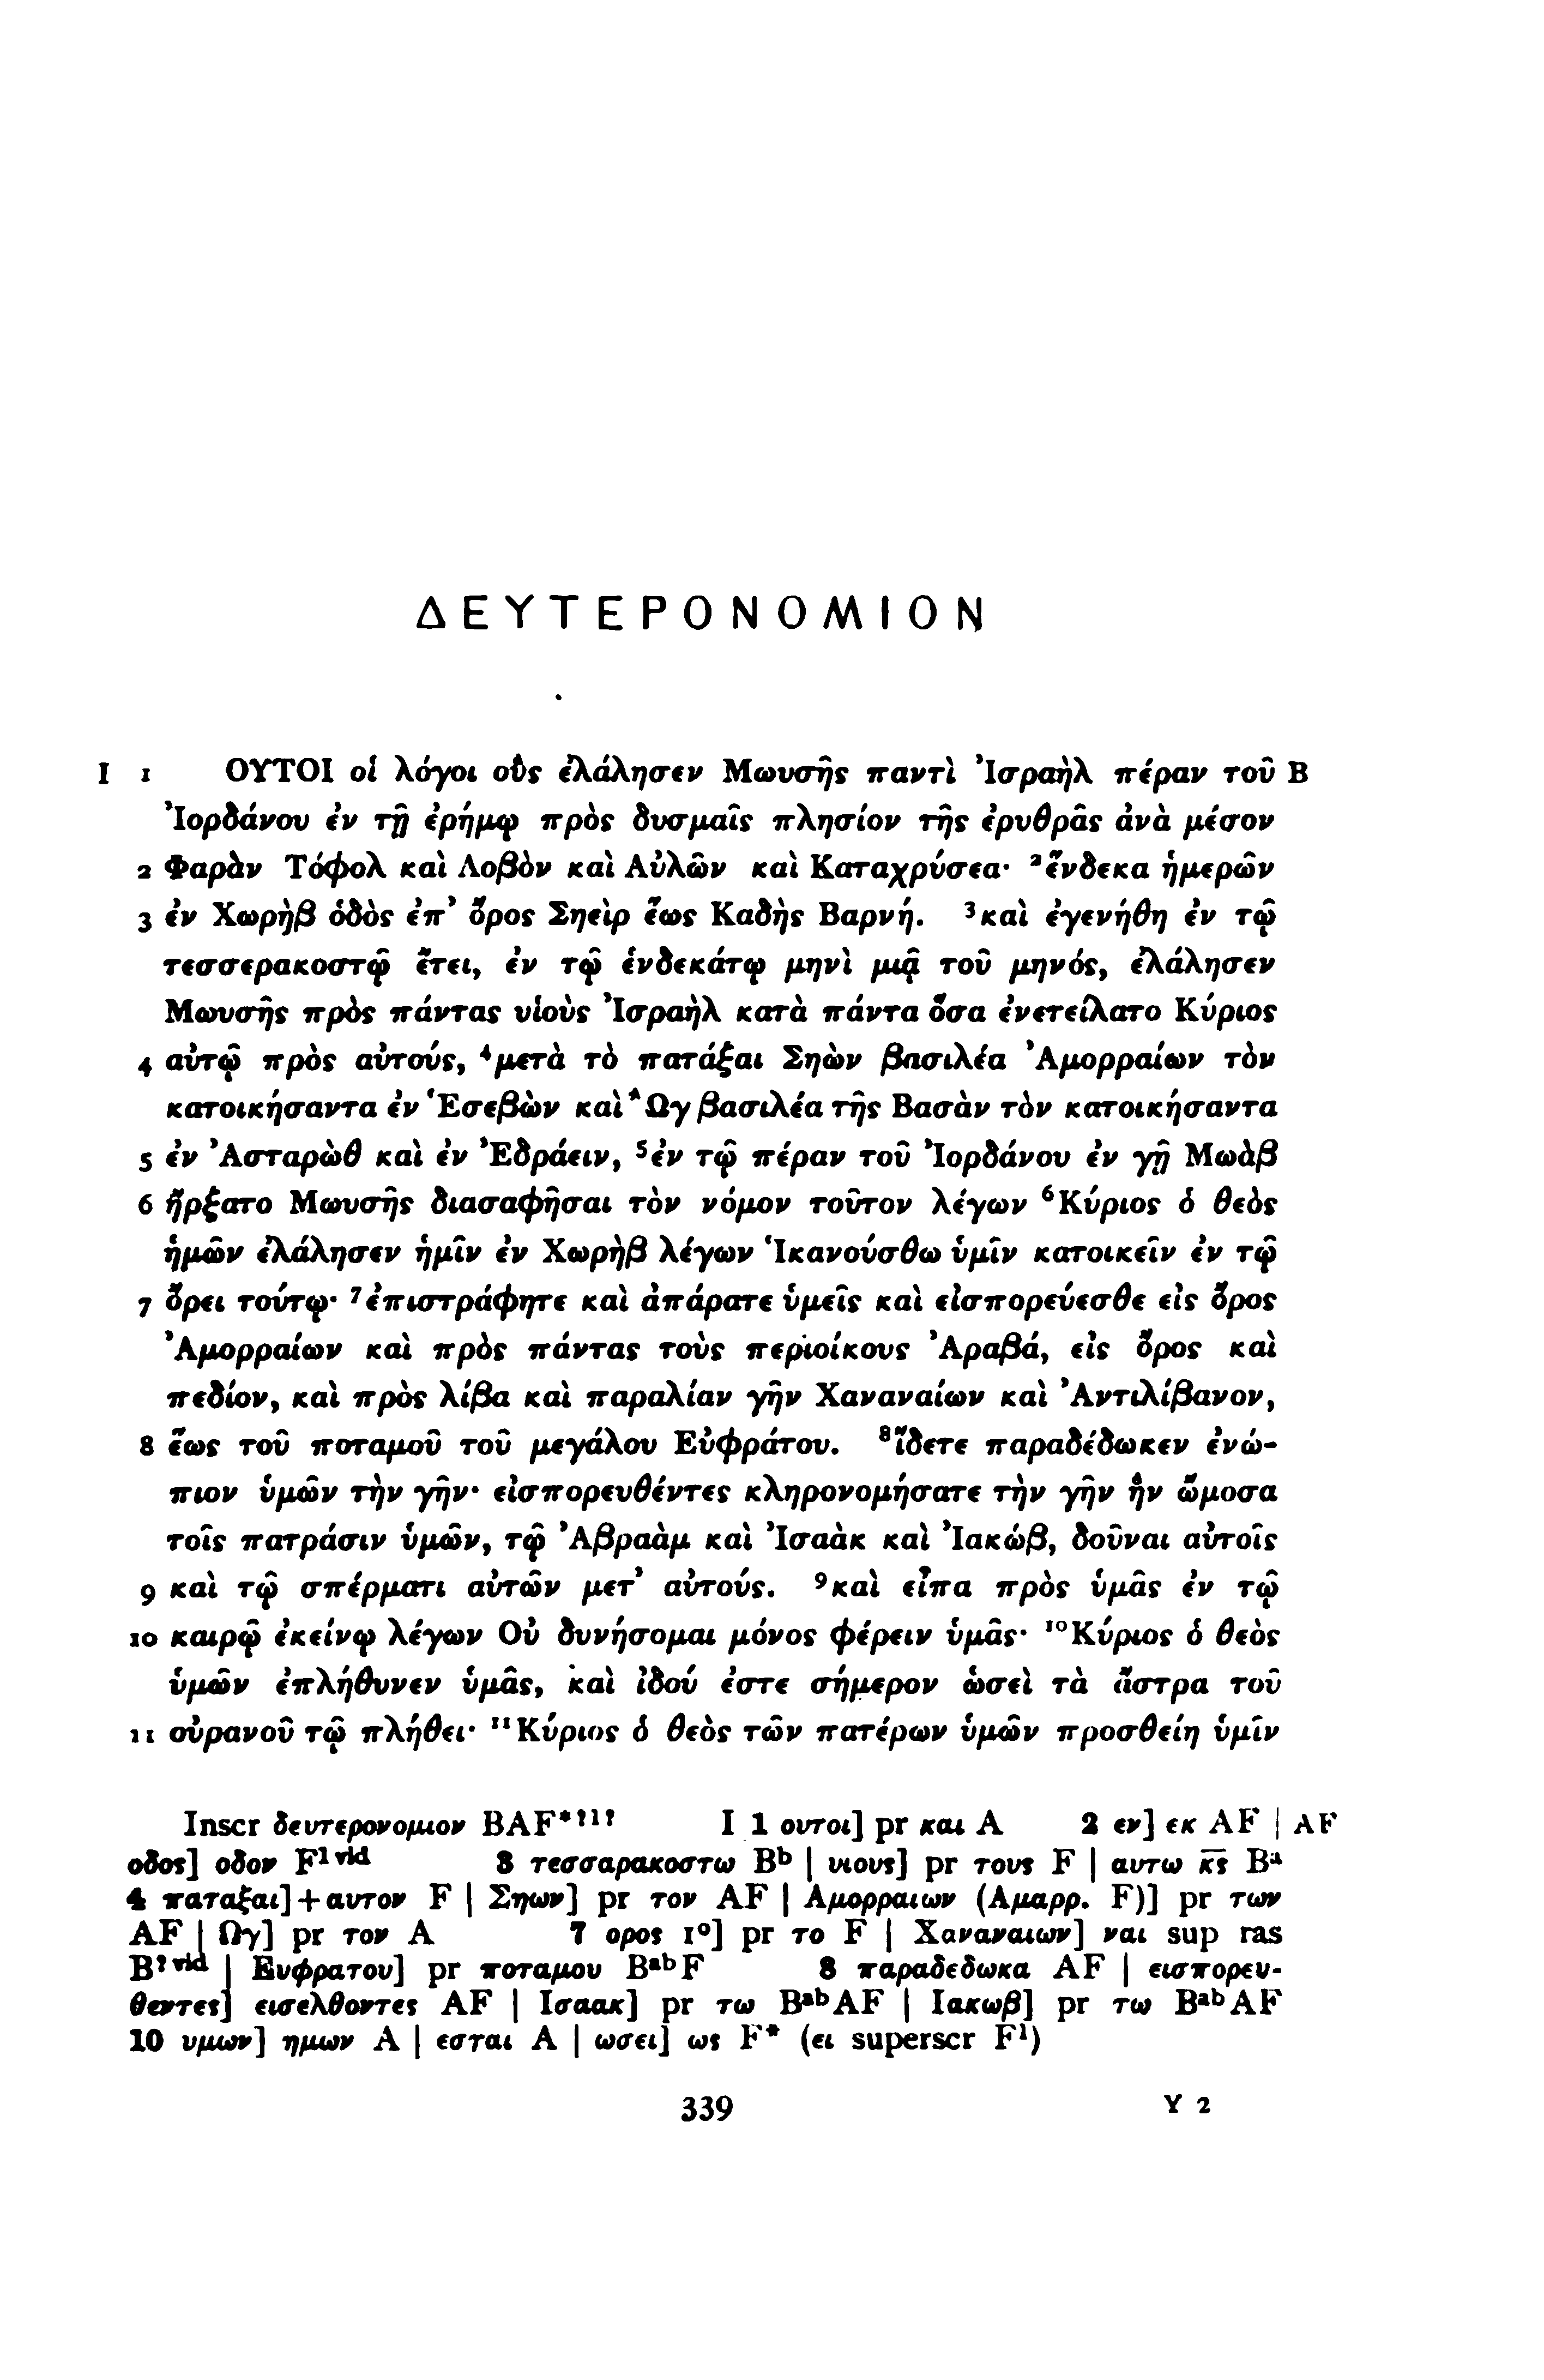 ΔΕΥΤΕΡΟΝΟΜΙΟΝ
I 1 ΟΥΤΟΙ οἱ λόγοι οὓς ἐλάλησεν Μωυσῆς παντὶ Ἰσραὴλ πέραν τοῦ B
Ἰορδάνου ἐν τῇ ἐρήμῳ πρὸς δυσμαῖς πλησίον τῆς ἐρυθρᾶς ἀνὰ μέσον
2 Φαρὰν Τόφολ καὶ Λοβὸν καὶ Αὐλῶν καὶ Καταχρύσεα· ²ἕνδεκα ἡμερῶν
3 ἐν Χωρὴβ ὁδὸς ἐπ’ ὄρος Σηεὶρ ἕως Καδὴς Βαρνή. ³καὶ ἐγενήθη ἐν τῷ
τεσσερακοστῷ ἔτει, ἐν τῷ ἑνδεκάτῳ μηνὶ μιᾷ τοῦ μηνός, ἐλάλησεν
Μωυσῆς πρὸς πάντας υἱοὺς Ἰσραὴλ κατὰ πάντα ὅσα ἐνετείλατο Κύριος
4 αὐτῷ πρὸς αὐτούς, ⁴μετὰ τὸ πατάξαι Σηὼν βασιλέα Ἀμορραίων τὸν
κατοικήσαντα ἐν Ἑσεβὼν καὶ Ὢγ βασιλέα τῆς Βασὰν τὸν κατοικήσαντα
5 ἐν Ἀσταρὼθ καὶ ἐν Ἐδράειν, ⁵ἐν τῷ πέραν τοῦ Ἰορδάνου ἐν γῇ Μωὰβ
6 ἤρξατο Μωυσῆς διασαφῆσαι τὸν νόμον τοῦτον λέγων ⁶Κύριος ὁ θεὸς
ἡμῶν ἐλάλησεν ἡμῖν ἐν Χωρὴβ λέγων Ἱκανούσθω ὑμῖν κατοικεῖν ἐν τῷ
7 ὄρει τούτῳ· ⁷ἐπιστράφητε καὶ ἀπάρατε ὑμεῖς καὶ εἰσπορεύεσθε εἰς ὄρος
Ἀμορραίων καὶ πρὸς πάντας τοὺς περιοίκους Ἀραβά, εἰς ὄρος καὶ
πεδίον, καὶ πρὸς λίβα καὶ παραλίαν γῆν Χαναναίων καὶ Ἀντιλίβανον,
8 ἕως τοῦ ποταμοῦ τοῦ μεγάλου Εὐφράτου. ⁸ἴδετε παραδέδωκεν ἐνώ-
πιον ὑμῶν τὴν γῆν· εἰσπορευθέντες κληρονομήσατε τὴν γῆν ἣν ὤμοσα
τοῖς πατράσιν ὑμῶν, τῷ Ἀβραὰμ καὶ Ἰσαὰκ καὶ Ἰακώβ, δοῦναι αὐτοῖς
9 καὶ τῷ σπέρματι αὐτῶν μετ’ αὐτούς. ⁹καὶ εἶπα πρὸς ὑμᾶς ἐν τῷ
10 καιρῷ ἐκείνῳ λέγων Οὐ δυνήσομαι μόνος φέρειν ὑμᾶς· ¹⁰Κύριος ὁ θεὸς
ὑμῶν ἐπλήθυνεν ὑμᾶς, καὶ ἰδού ἐστε σήμερον ὡσεὶ τὰ ἄστρα τοῦ
11 οὐρανοῦ τῷ πλήθει· ¹¹Κύριος ὁ θεὸς τῶν πατέρων ὑμῶν προσθείη ὑμῖν
Inscr δευτερονομιον BAF*?1? I 1 ουτοι] pr και A 2 εν] εκ AF | AF
οδος] οδον F¹ vid 3 τεσσαρακοστω Bᵇ | υιους] pr τους F | αυτω κ̅ς̅ Bᵃ
4 παταξαι]+αυτον F | Σηων] pr τον AF | Αμορραιων (Αμαρρ. F)] pr των
AF | Ωγ] pr τον A 7 ορος 1°] pr το F | Χαναναιων] ναι sup ras
B? vid | Ευφρατου] pr ποταμου Bᵃᵇ F 8 παραδεδωκα AF | εισπορευ-
θεντες] εισελθοντες AF | Ισαακ] pr τω BᵃᵇAF | Ιακωβ] pr τω BᵃᵇAF
10 υμων] ημων A | εσται A | ωσει] ως F* (ει superscr F¹)
339 Y 2